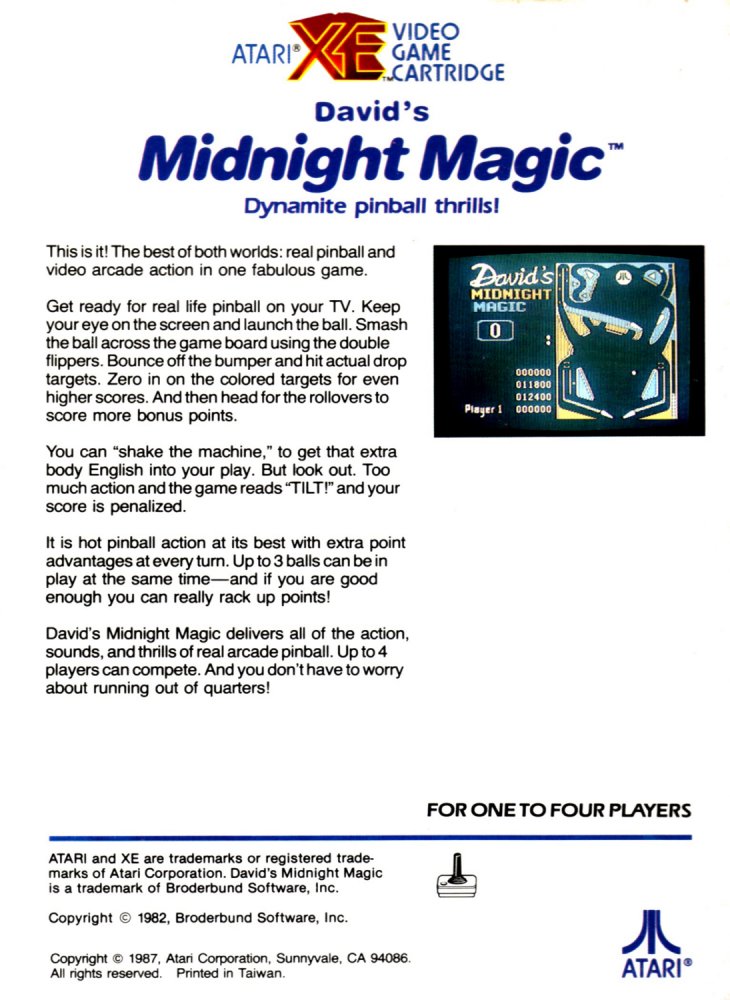 ATARI® XE VIDEO
GAME
™CARTRIDGE
David's
Midnight Magic™
Dynamite pinball thrills!
This is it! The best of both worlds: real pinball and
video arcade action in one fabulous game.
Get ready for real life pinball on your TV. Keep
your eye on the screen and launch the ball. Smash
the ball across the game board using the double
flippers. Bounce off the bumper and hit actual drop
targets. Zero in on the colored targets for even
higher scores. And then head for the rollovers to
score more bonus points.
You can “shake the machine,” to get that extra
body English into your play. But look out. Too
much action and the game reads “TILT!” and your
score is penalized.
It is hot pinball action at its best with extra point
advantages at every turn. Up to 3 balls can be in
play at the same time—and if you are good
enough you can really rack up points!
David's Midnight Magic delivers all of the action,
sounds, and thrills of real arcade pinball. Up to 4
players can compete. And you don't have to worry
about running out of quarters!
David's
MIDNIGHT
MAGIC
0
000000
011800
012400
Player 1 000000
FOR ONE TO FOUR PLAYERS
ATARI and XE are trademarks or registered trade-
marks of Atari Corporation. David's Midnight Magic
is a trademark of Broderbund Software, Inc.
Copyright © 1982, Broderbund Software, Inc.
Copyright © 1987, Atari Corporation, Sunnyvale, CA 94086.
All rights reserved. Printed in Taiwan.
ATARI®